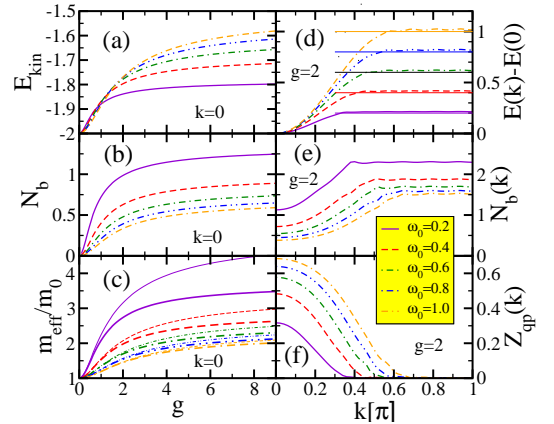 -1.5
-1.6
-1.7
-1.8
-1.9
-2
E_kin
(a)
k=0
(d)
g=2
1
0.5
0
E(k)-E(0)
1
0.5
0
N_b
(b)
k=0
(e)
g=2
2
1
0
N_b(k)
4
3
2
1
m_eff/m_0
(c)
k=0
(f)
g=2
0.6
0.4
0.2
0
Z_qp(k)
ω_0=0.2
ω_0=0.4
ω_0=0.6
ω_0=0.8
ω_0=1.0
0 2 4 6 8
0 0.2 0.4 0.6 0.8 1
g
k[π]